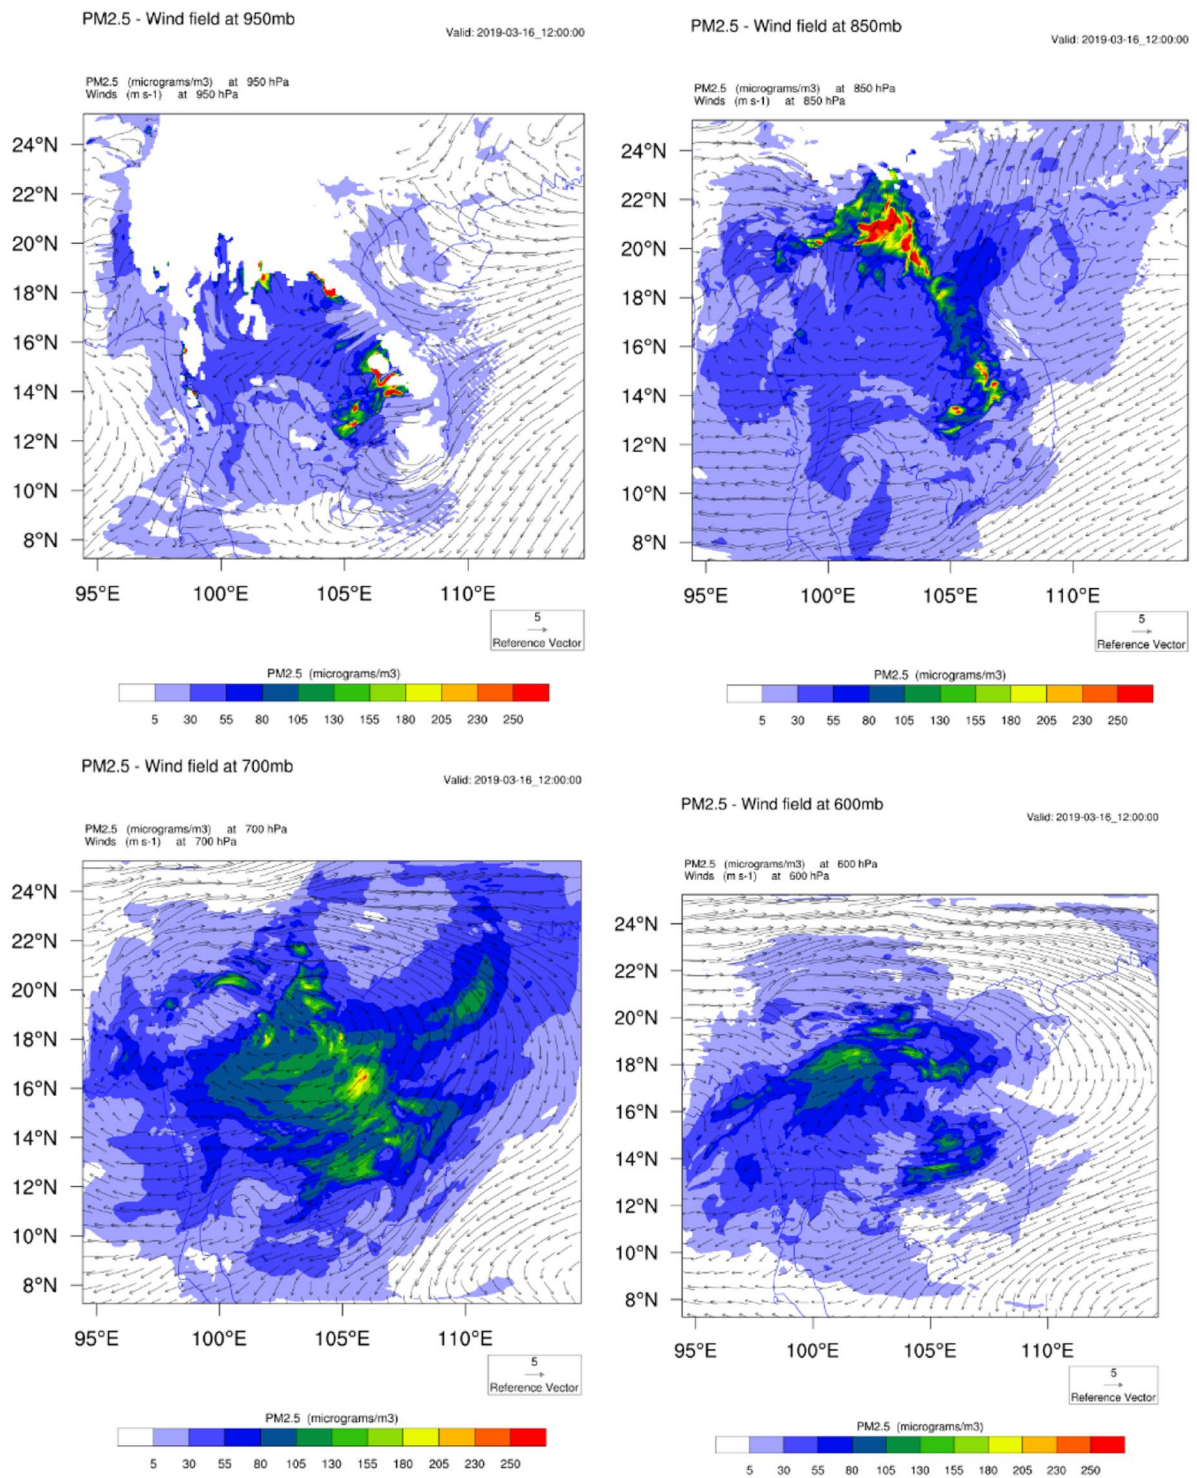 PM2.5 - Wind field at 950mb
Valid: 2019-03-16_12:00:00
PM2.5 (micrograms/m3) at 950 hPa
Winds (m s-1) at 950 hPa
24°N
22°N
20°N
18°N
16°N
14°N
12°N
10°N
8°N
95°E 100°E 105°E 110°E
5
Reference Vector
PM2.5 (micrograms/m3)
5 30 55 80 105 130 155 180 205 230 250
PM2.5 - Wind field at 850mb
Valid: 2019-03-16_12:00:00
PM2.5 (micrograms/m3) at 850 hPa
Winds (m s-1) at 850 hPa
24°N
22°N
20°N
18°N
16°N
14°N
12°N
10°N
8°N
95°E 100°E 105°E 110°E
5
Reference Vector
PM2.5 (micrograms/m3)
5 30 55 80 105 130 155 180 205 230 250
PM2.5 - Wind field at 700mb
Valid: 2019-03-16_12:00:00
PM2.5 (micrograms/m3) at 700 hPa
Winds (m s-1) at 700 hPa
24°N
22°N
20°N
18°N
16°N
14°N
12°N
10°N
8°N
95°E 100°E 105°E 110°E
5
Reference Vector
PM2.5 (micrograms/m3)
5 30 55 80 105 130 155 180 205 230 250
PM2.5 - Wind field at 600mb
Valid: 2019-03-16_12:00:00
PM2.5 (micrograms/m3) at 600 hPa
Winds (m s-1) at 600 hPa
24°N
22°N
20°N
18°N
16°N
14°N
12°N
10°N
8°N
95°E 100°E 105°E 110°E
5
Reference Vector
PM2.5 (micrograms/m3)
5 30 55 80 105 130 155 180 205 230 250